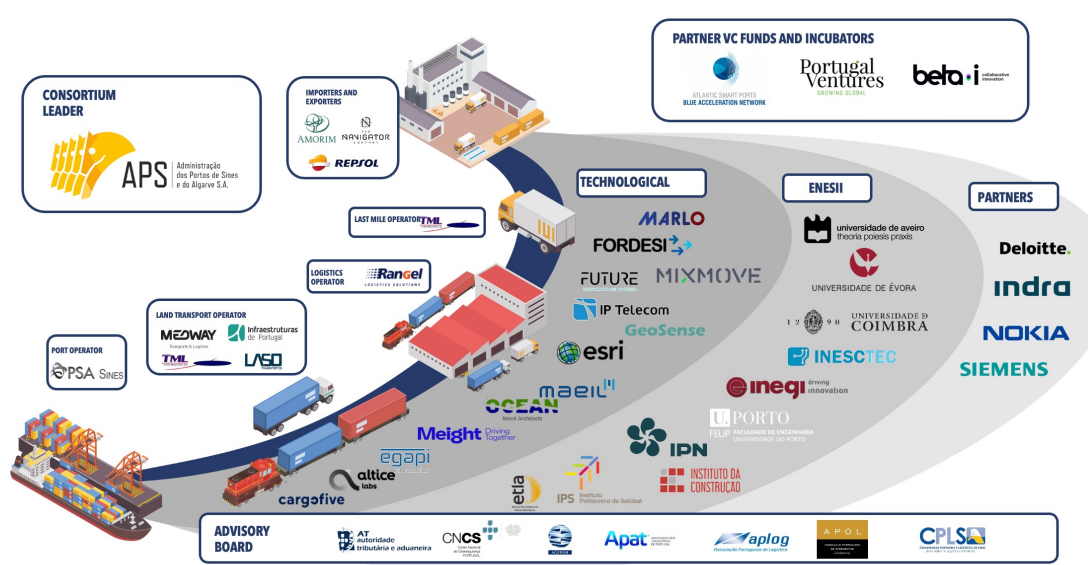 PARTNER VC FUNDS AND INCUBATORS
ATLANTIC SMART PORTS
BLUE ACCELERATION NETWORK
Portugal
Ventures
GROWING GLOBAL
beta-i collaborative
innovation
CONSORTIUM
LEADER
APS
Administração
dos Portos de Sines
e do Algarve S.A.
IMPORTERS AND
EXPORTERS
AMORIM
THE
NAVIGATOR
COMPANY
REPSOL
LAST MILE OPERATOR
TML
LOGISTICS
OPERATOR
Rangel
LOGISTICS SOLUTIONS
LAND TRANSPORT OPERATOR
MEDWAY
Transporte & Logística
Infraestruturas
de Portugal
TML
LASO
TRANSPORTES
PORT OPERATOR
PSA SINES
TECHNOLOGICAL
MARLO
FORDESI
FUTURE
MIXMOVE
IP Telecom
GeoSense
esri
maeil
OCEAN
Naval Architects
Meight Driving
Together
egapi
altice
labs
cargofive
ENESII
universidade de aveiro
theoria poiesis praxis
UNIVERSIDADE DE ÉVORA
12 90
UNIVERSIDADE D
COIMBRA
INESCTEC
inegi driving
innovation
U. PORTO
FEUP FACULDADE DE ENGENHARIA
UNIVERSIDADE DO PORTO
IPN
INSTITUTO DA
CONSTRUÇÃO
IPS Instituto
Politécnico de Setúbal
etla
PARTNERS
Deloitte.
indra
NOKIA
SIEMENS
ADVISORY
BOARD
AT
autoridade
tributária e aduaneira
CNCS
Centro Nacional
de Cibersegurança
PORTUGAL
Apat
aplog
Associação Portuguesa de Logística
APOL
CPLS